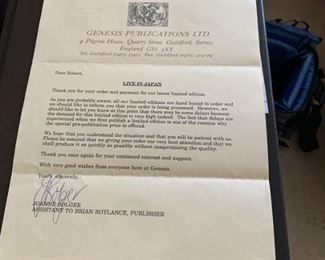 GENESIS PUBLICATIONS LTD
9 Pilgrim House, Quarry Street, Guildford, Surrey,
England GU1 3XY
Dear Robert,
LIVE IN JAPAN
Thank you for your order and payment for our latest limited edition.
As you are probably aware, all our limited editions are hand bound to order and
we should like to inform you that your order is being processed. However, we
should like to let you know at this point that there may be some delays because
the demand for this limited edition is very high indeed. The fact that delays are
experienced when we first publish a limited edition is one of the reasons why
the special pre-publication price is offered.
We hope that you understand the situation and that you will be patient with us.
Please be assured that we are giving your order our very best attention and that we
shall produce it as quickly as possible without compromising the quality.
Thank you once again for your continued interest and support.
With very good wishes from everyone here at Genesis.
Yours sincerely,
JOANNE BOLGER
ASSISTANT TO BRIAN ROYLANCE, PUBLISHER